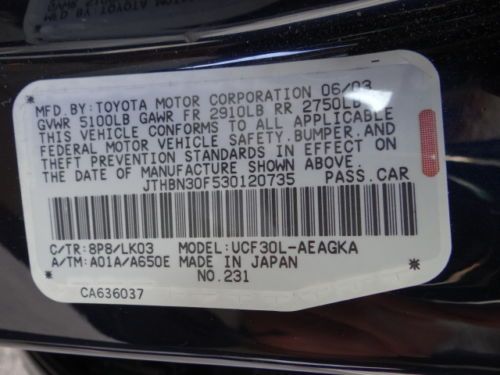 MFD.BY:TOYOTA MOTOR CORPORATION 06/03
GVWR 5100LB GAWR FR 2910LB RR 2750LB
THIS VEHICLE CONFORMS TO ALL APPLICABLE
FEDERAL MOTOR VEHICLE SAFETY,BUMPER,AND
THEFT PREVENTION STANDARDS IN EFFECT ON
THE DATE OF MANUFACTURE SHOWN ABOVE.
JTHBN30F530120735 PASS.CAR
C/TR:8P8/LK03 MODEL:UCF30L-AEAGKA
A/TM:A01A/A650E MADE IN JAPAN
NO.231
CA636037